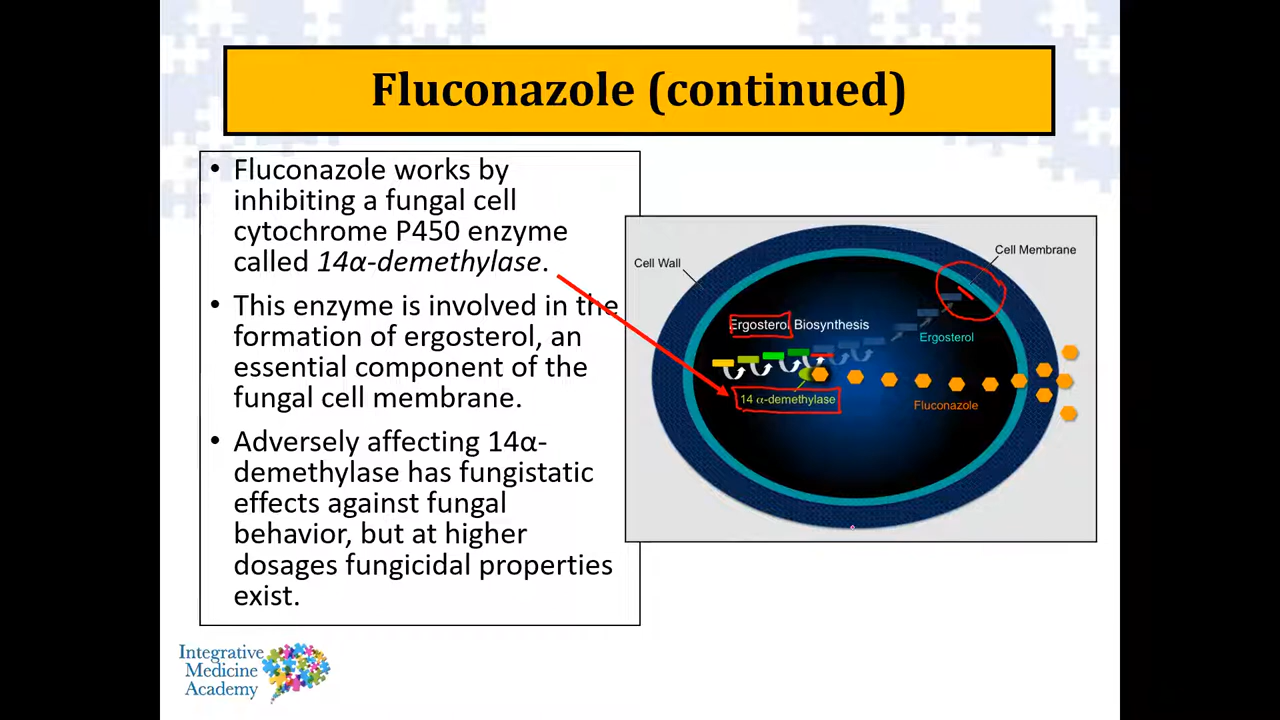 Fluconazole (continued)
• Fluconazole works by
inhibiting a fungal cell
cytochrome P450 enzyme
called 14α-demethylase.
• This enzyme is involved in the
formation of ergosterol, an
essential component of the
fungal cell membrane.
• Adversely affecting 14α-
demethylase has fungistatic
effects against fungal
behavior, but at higher
dosages fungicidal properties
exist.
Cell Wall
Cell Membrane
Ergosterol Biosynthesis
Ergosterol
14 α-demethylase
Fluconazole
Integrative
Medicine
Academy